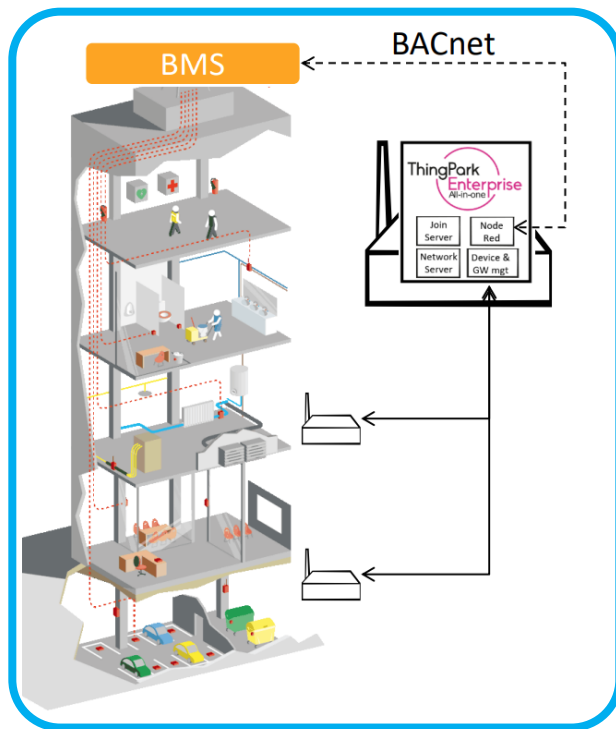 BACnet
BMS
ThingPark
Enterprise
All-in-one
Join
Server
Node
Red
Network
Server
Device &
GW mgt